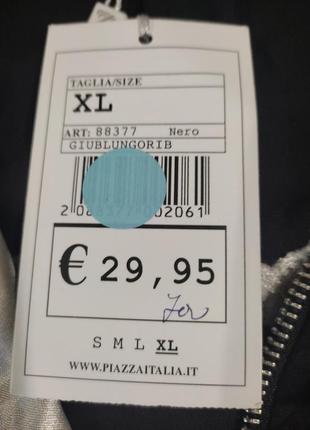 TAGLIA/SIZE
XL
ART: 88377 Nero
GIUBLUNGORIB
€ 29,95
S M L XL
WWW.PIAZZAITALIA.IT